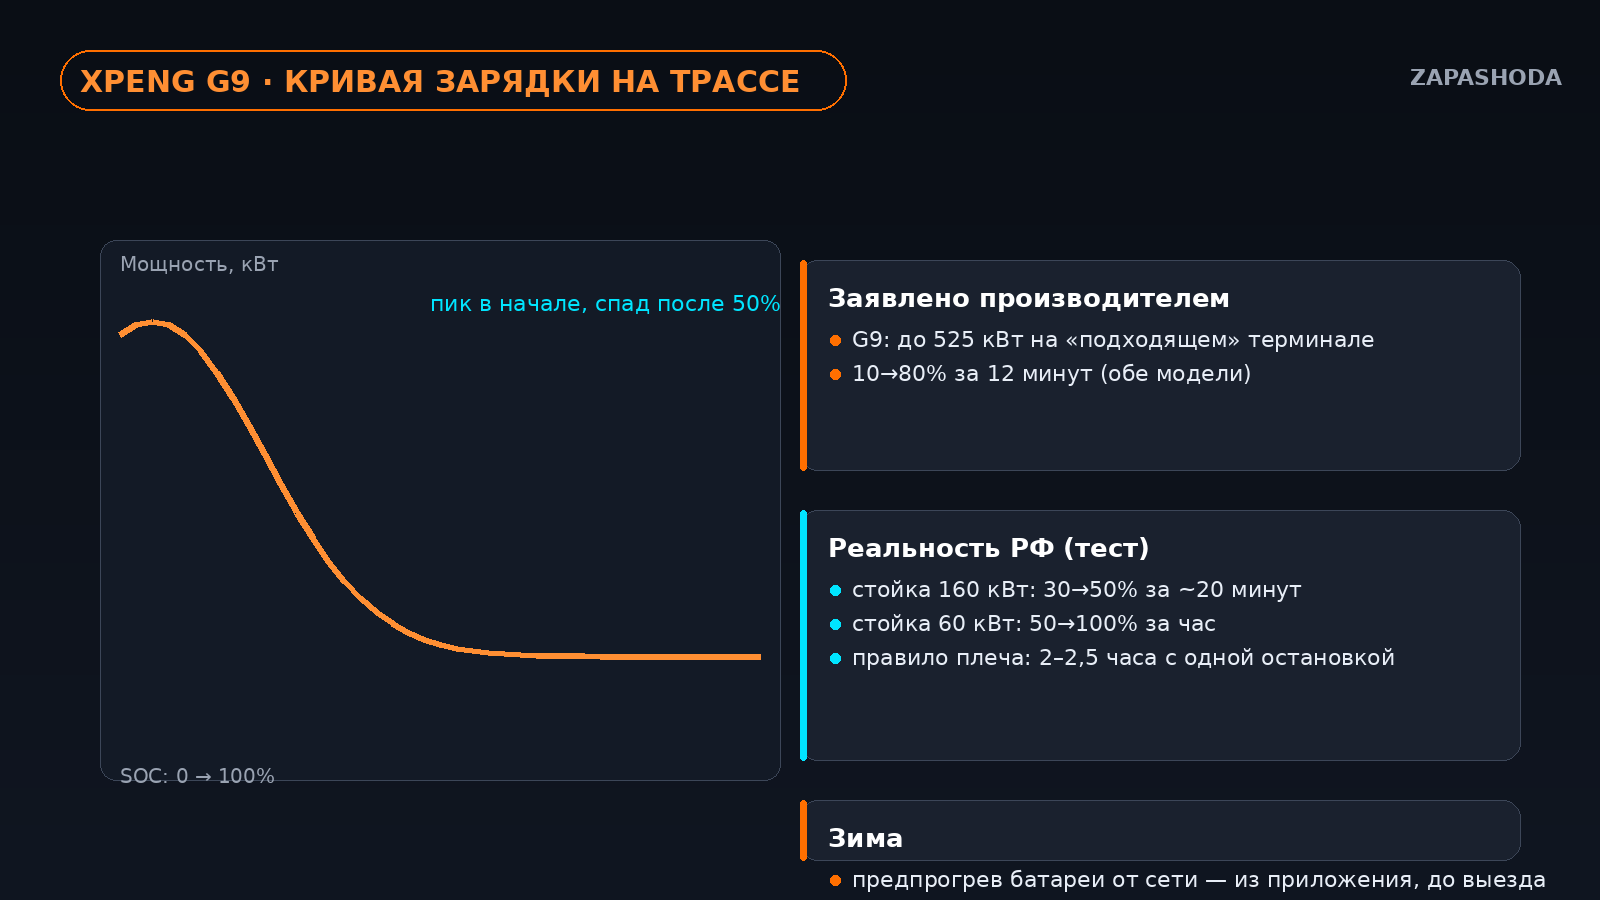 XPENG G9 · КРИВАЯ ЗАРЯДКИ НА ТРАССЕ
ZAPASHODA
Мощность, кВт
пик в начале, спад после 50%
SOC: 0 → 100%
Заявлено производителем
G9: до 525 кВт на «подходящем» терминале
10→80% за 12 минут (обе модели)
Реальность РФ (тест)
стойка 160 кВт: 30→50% за ~20 минут
стойка 60 кВт: 50→100% за час
правило плеча: 2–2,5 часа с одной остановкой
Зима
предпрогрев батареи от сети — из приложения, до выезда